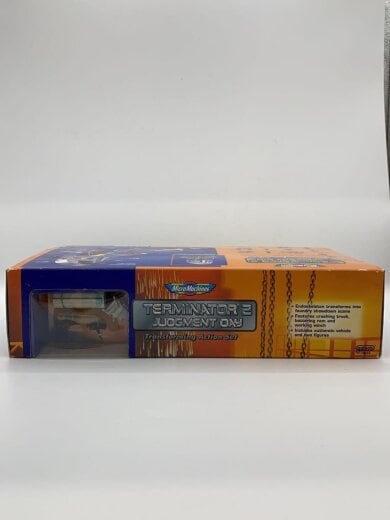 MicroMachines
TERMINATOR 2
JUDGMENT DAY
Transforming Action Set
• Endoskeleton transforms into
foundry showdown scene
• Features crashing truck,
battering ram and
working winch
• Includes authentic vehicle
and two figures